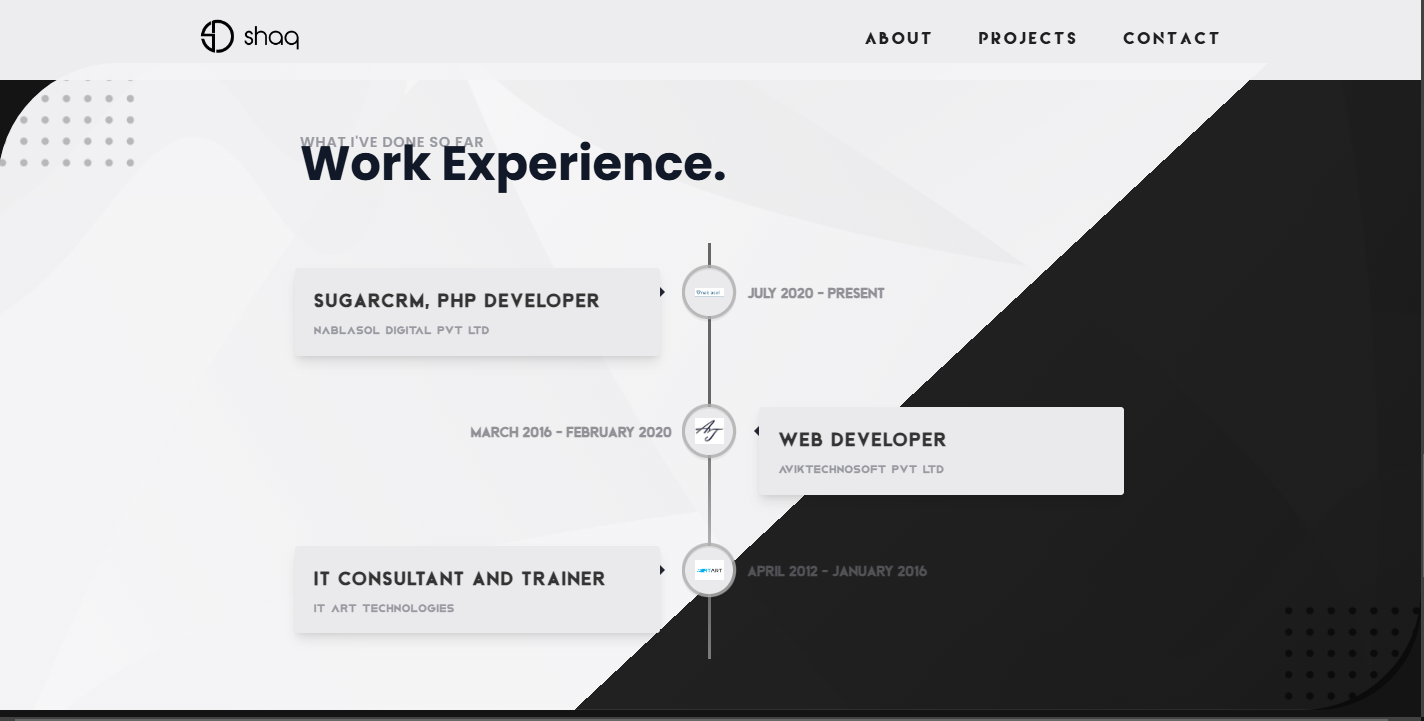 shaq
ABOUT PROJECTS CONTACT
WHAT I'VE DONE SO FAR
Work Experience.
SUGARCRM, PHP DEVELOPER
NABLASOL DIGITAL PVT LTD
JULY 2020 - PRESENT
MARCH 2016 - FEBRUARY 2020
WEB DEVELOPER
AVIKTECHNOSOFT PVT LTD
IT CONSULTANT AND TRAINER
IT ART TECHNOLOGIES
APRIL 2012 - JANUARY 2016